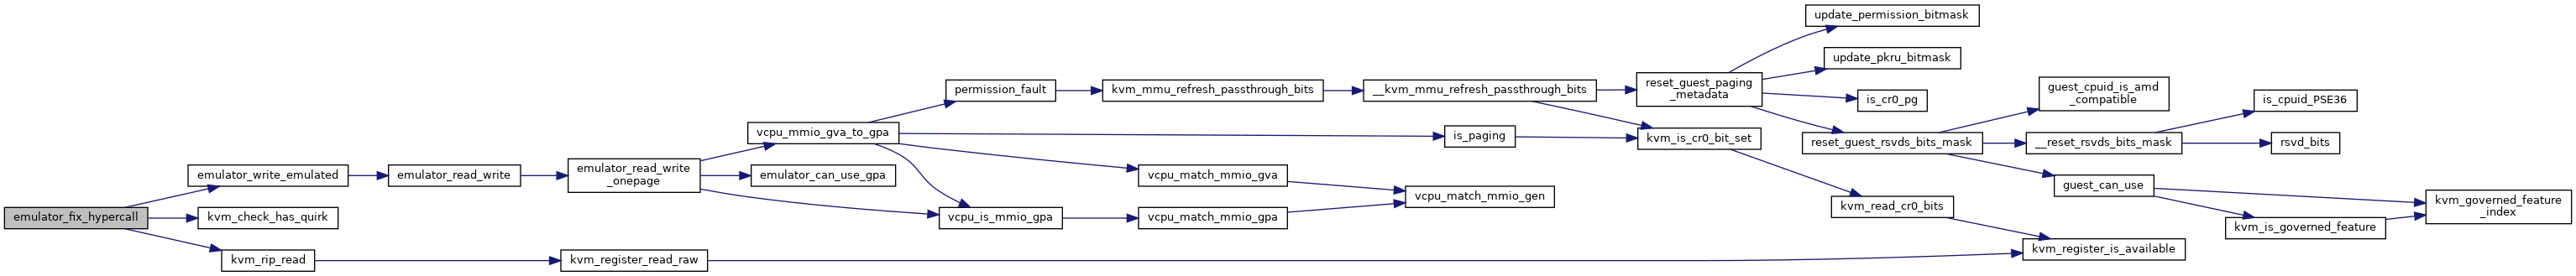 emulator_fix_hypercall
emulator_write_emulated
kvm_check_has_quirk
kvm_rip_read
emulator_read_write
emulator_read_write
_onepage
kvm_register_read_raw
vcpu_mmio_gva_to_gpa
emulator_can_use_gpa
vcpu_is_mmio_gpa
permission_fault
kvm_mmu_refresh_passthrough_bits
vcpu_match_mmio_gva
vcpu_match_mmio_gpa
__kvm_mmu_refresh_passthrough_bits
is_paging
vcpu_match_mmio_gen
reset_guest_paging
_metadata
kvm_is_cr0_bit_set
update_permission_bitmask
update_pkru_bitmask
is_cr0_pg
reset_guest_rsvds_bits_mask
kvm_read_cr0_bits
guest_cpuid_is_amd
_compatible
__reset_rsvds_bits_mask
guest_can_use
kvm_register_is_available
is_cpuid_PSE36
rsvd_bits
kvm_is_governed_feature
kvm_governed_feature
_index